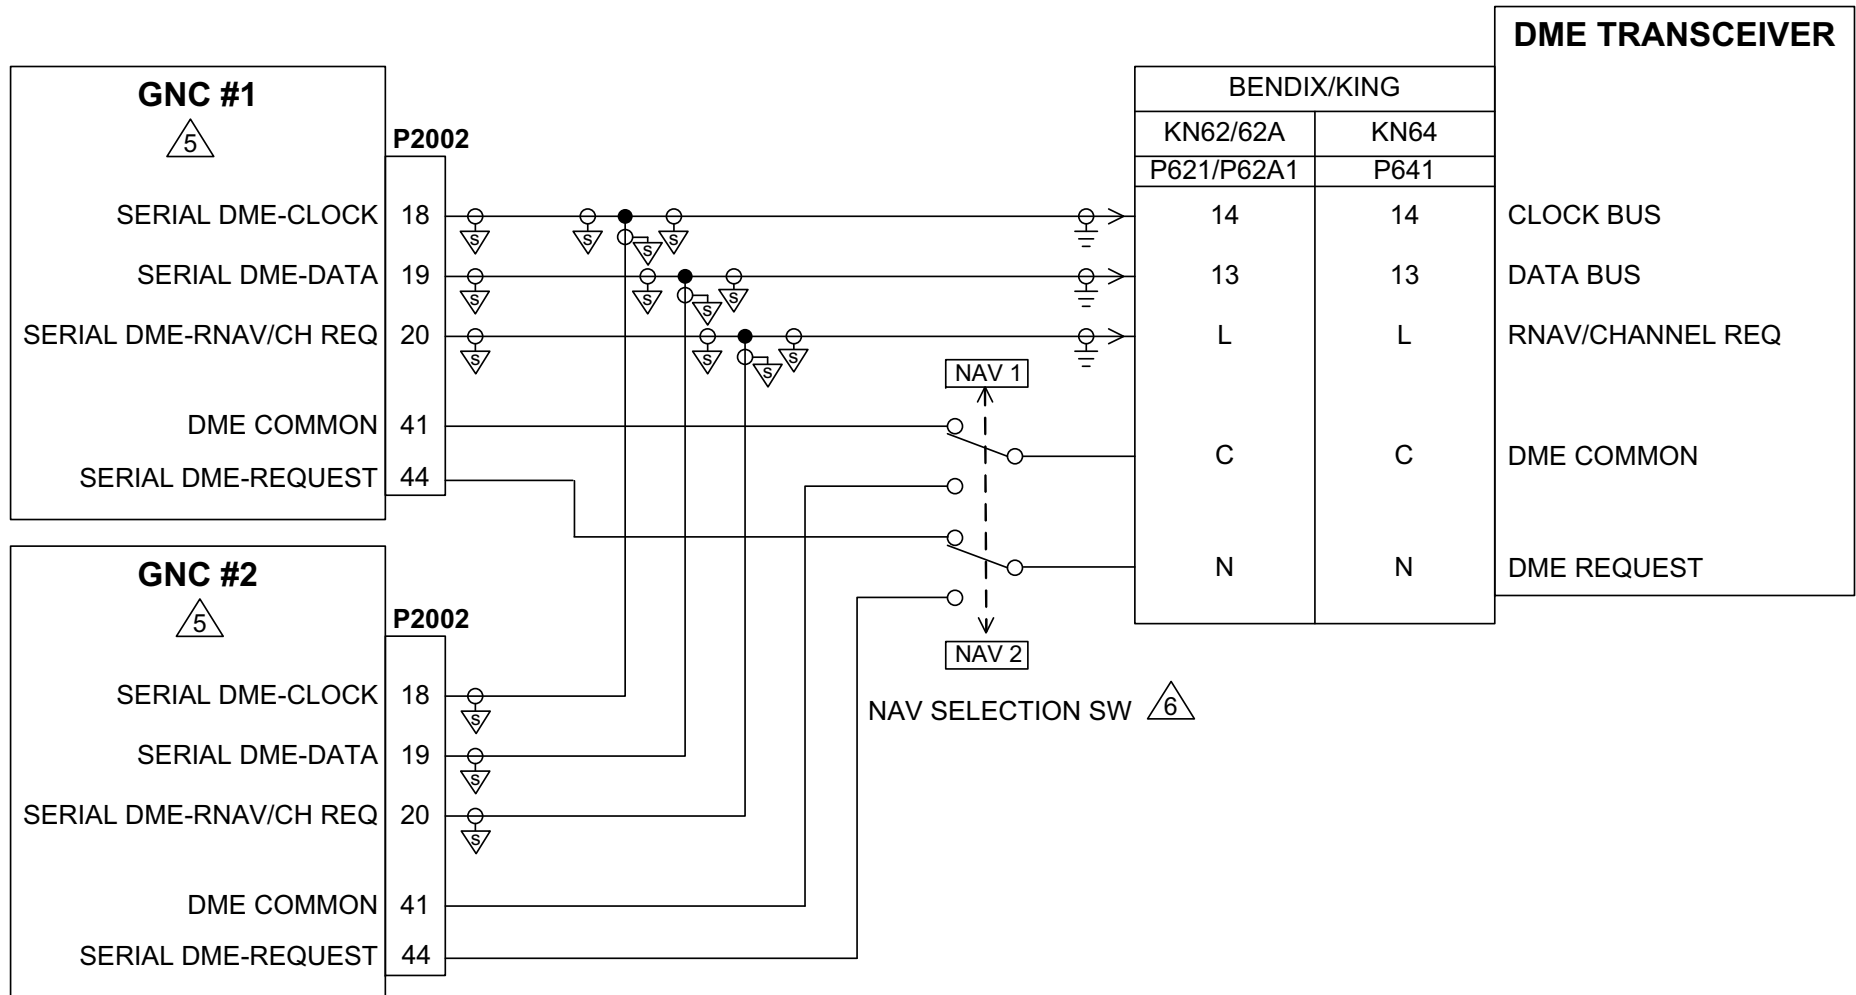 DME TRANSCEIVER
GNC #1
5
P2002
SERIAL DME-CLOCK 18
SERIAL DME-DATA 19
SERIAL DME-RNAV/CH REQ 20
DME COMMON 41
SERIAL DME-REQUEST 44
S S S S
S S S S
S S S S
GNC #2
5
P2002
SERIAL DME-CLOCK 18
SERIAL DME-DATA 19
SERIAL DME-RNAV/CH REQ 20
DME COMMON 41
SERIAL DME-REQUEST 44
S
S
S
NAV 1
NAV 2
NAV SELECTION SW 6
BENDIX/KING
KN62/62A KN64
P621/P62A1 P641
14 14 CLOCK BUS
13 13 DATA BUS
L L RNAV/CHANNEL REQ
C C DME COMMON
N N DME REQUEST